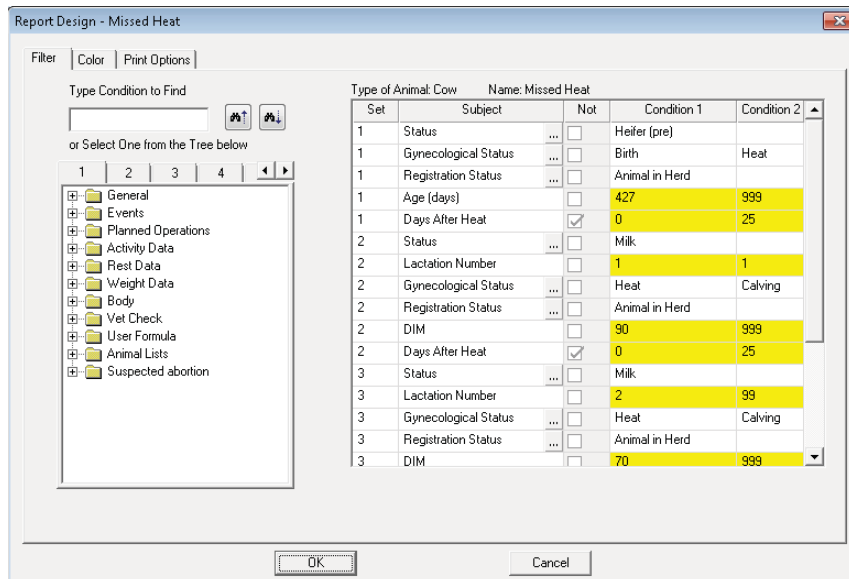 Report Design - Missed Heat
Filter Color Print Options
Type Condition to Find
or Select One from the Tree below
1 2 3 4
General
Events
Planned Operations
Activity Data
Rest Data
Weight Data
Body
Vet Check
User Formula
Animal Lists
Suspected abortion
Type of Animal: Cow Name: Missed Heat
Set Subject Not Condition 1 Condition 2
1 Status ... Heifer (pre)
1 Gynecological Status ... Birth Heat
1 Registration Status ... Animal in Herd
1 Age (days) 427 999
1 Days After Heat 0 25
2 Status ... Milk
2 Lactation Number 1 1
2 Gynecological Status ... Heat Calving
2 Registration Status ... Animal in Herd
2 DIM 90 999
2 Days After Heat 0 25
3 Status ... Milk
3 Lactation Number 2 99
3 Gynecological Status ... Heat Calving
3 Registration Status ... Animal in Herd
3 DIM 70 999
OK Cancel